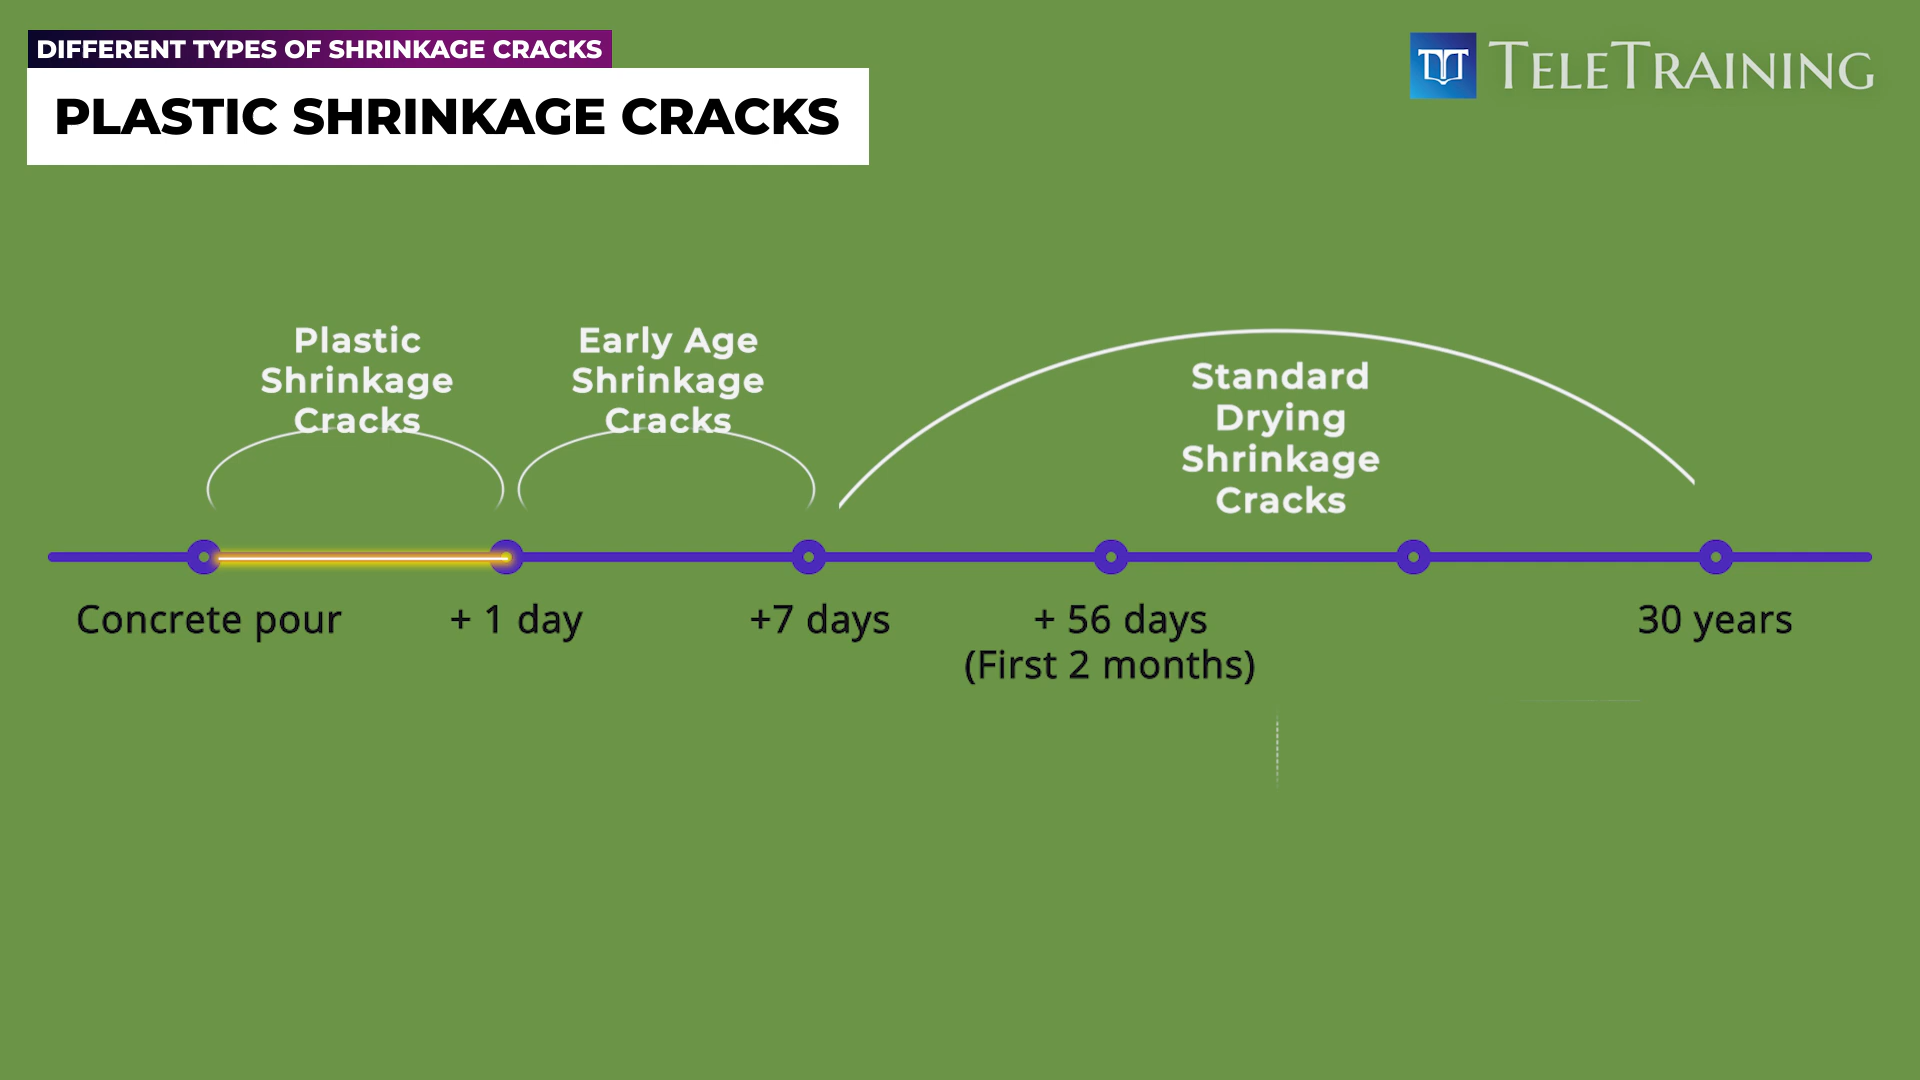 DIFFERENT TYPES OF SHRINKAGE CRACKS
PLASTIC SHRINKAGE CRACKS
TELETRAINING
Plastic
Shrinkage
Cracks
Early Age
Shrinkage
Cracks
Standard
Drying
Shrinkage
Cracks
Concrete pour
+ 1 day
+7 days
+ 56 days
(First 2 months)
30 years